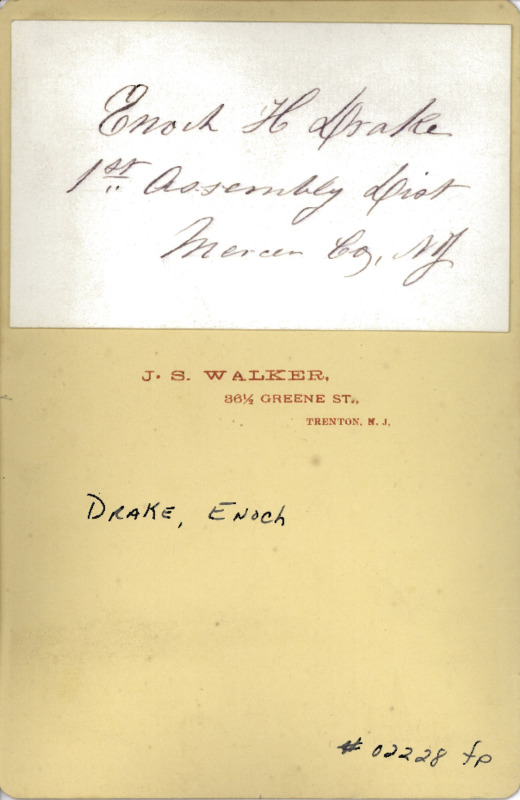 Enoch H Drake
1st Assembly Dist
Mercer Co, NJ
J. S. WALKER,
36½ GREENE ST.,
TRENTON, N. J.
DRAKE, ENOCH
# 02228 fp